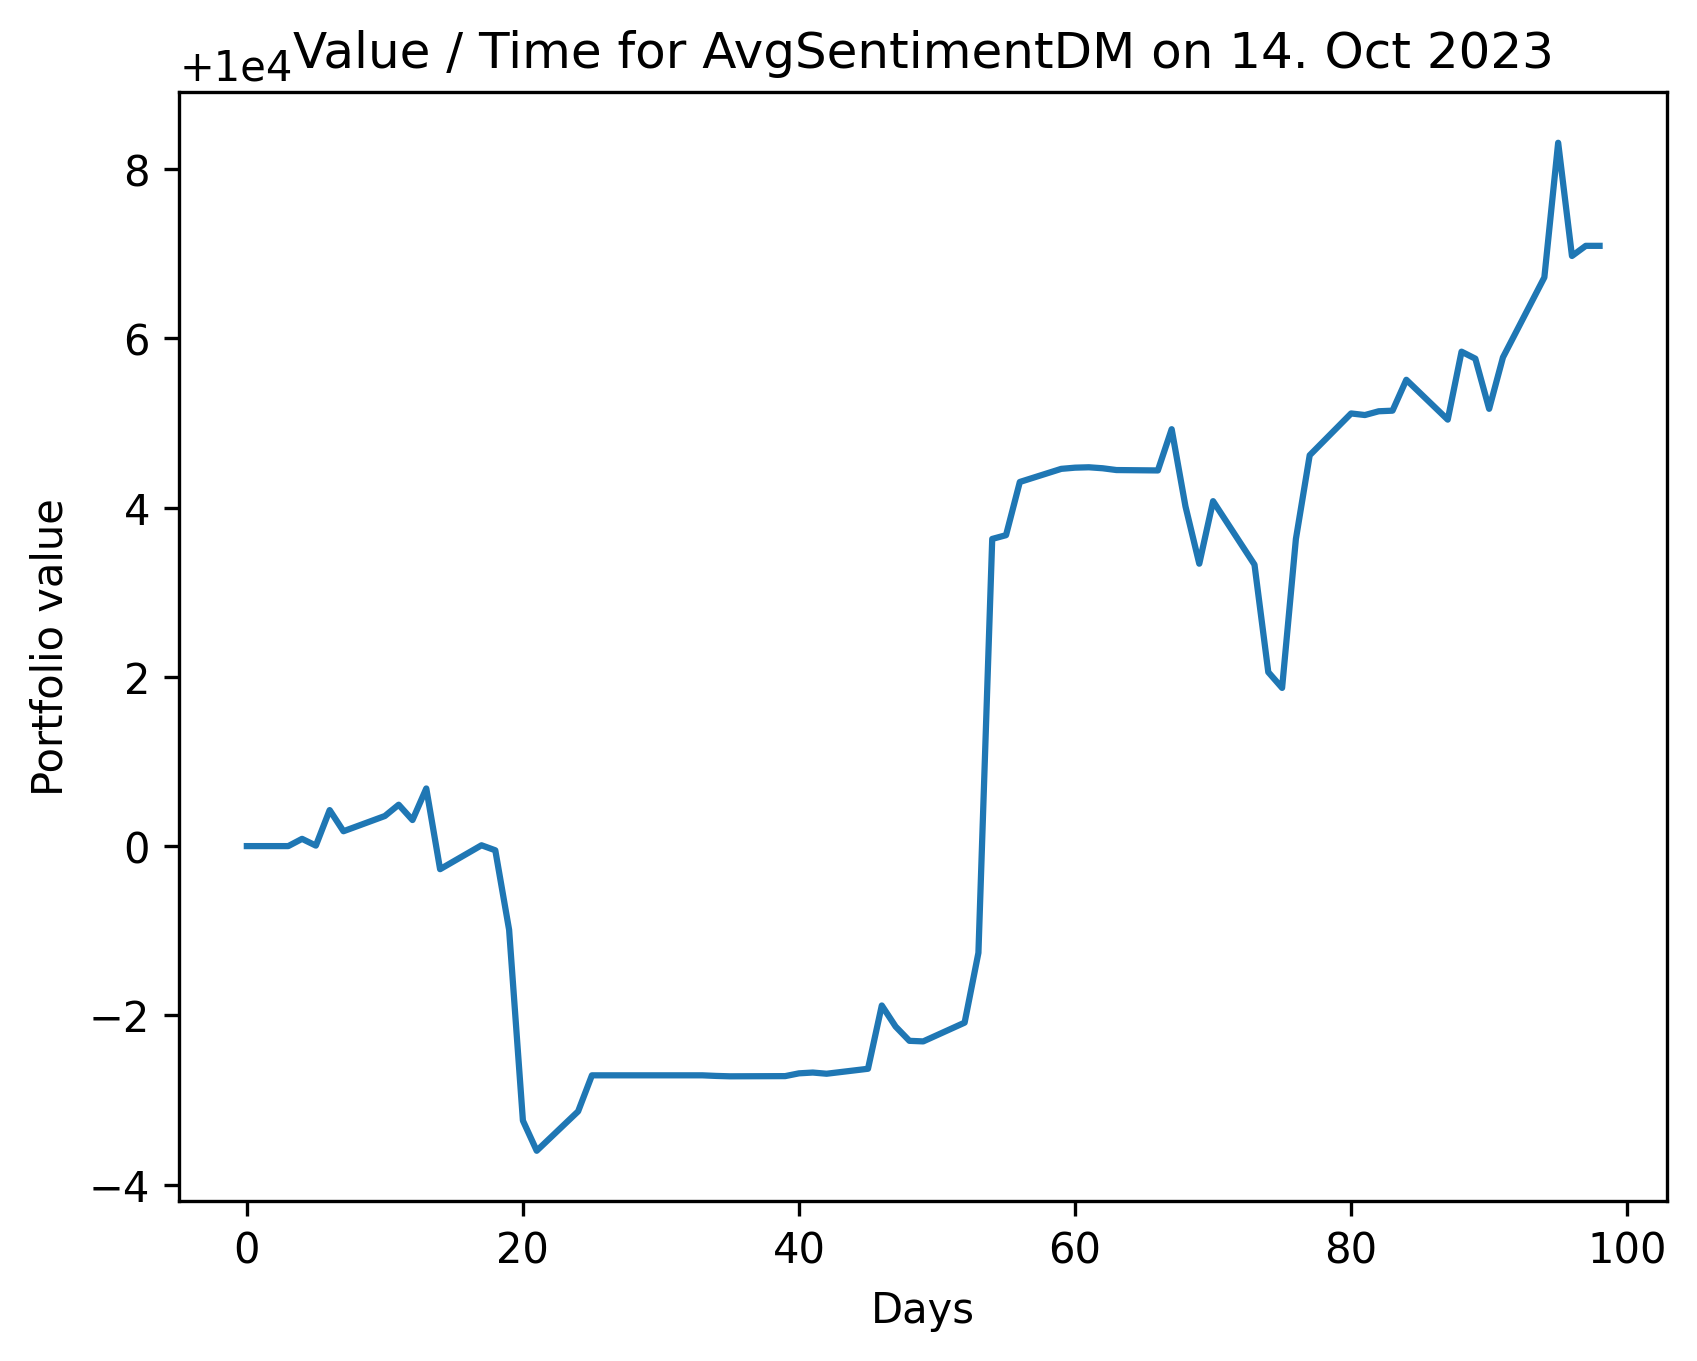 Value / Time for AvgSentimentDM on 14. Oct 2023
+1e4
8
6
4
2
0
−2
−4
Portfolio value
0 20 40 60 80 100
Days